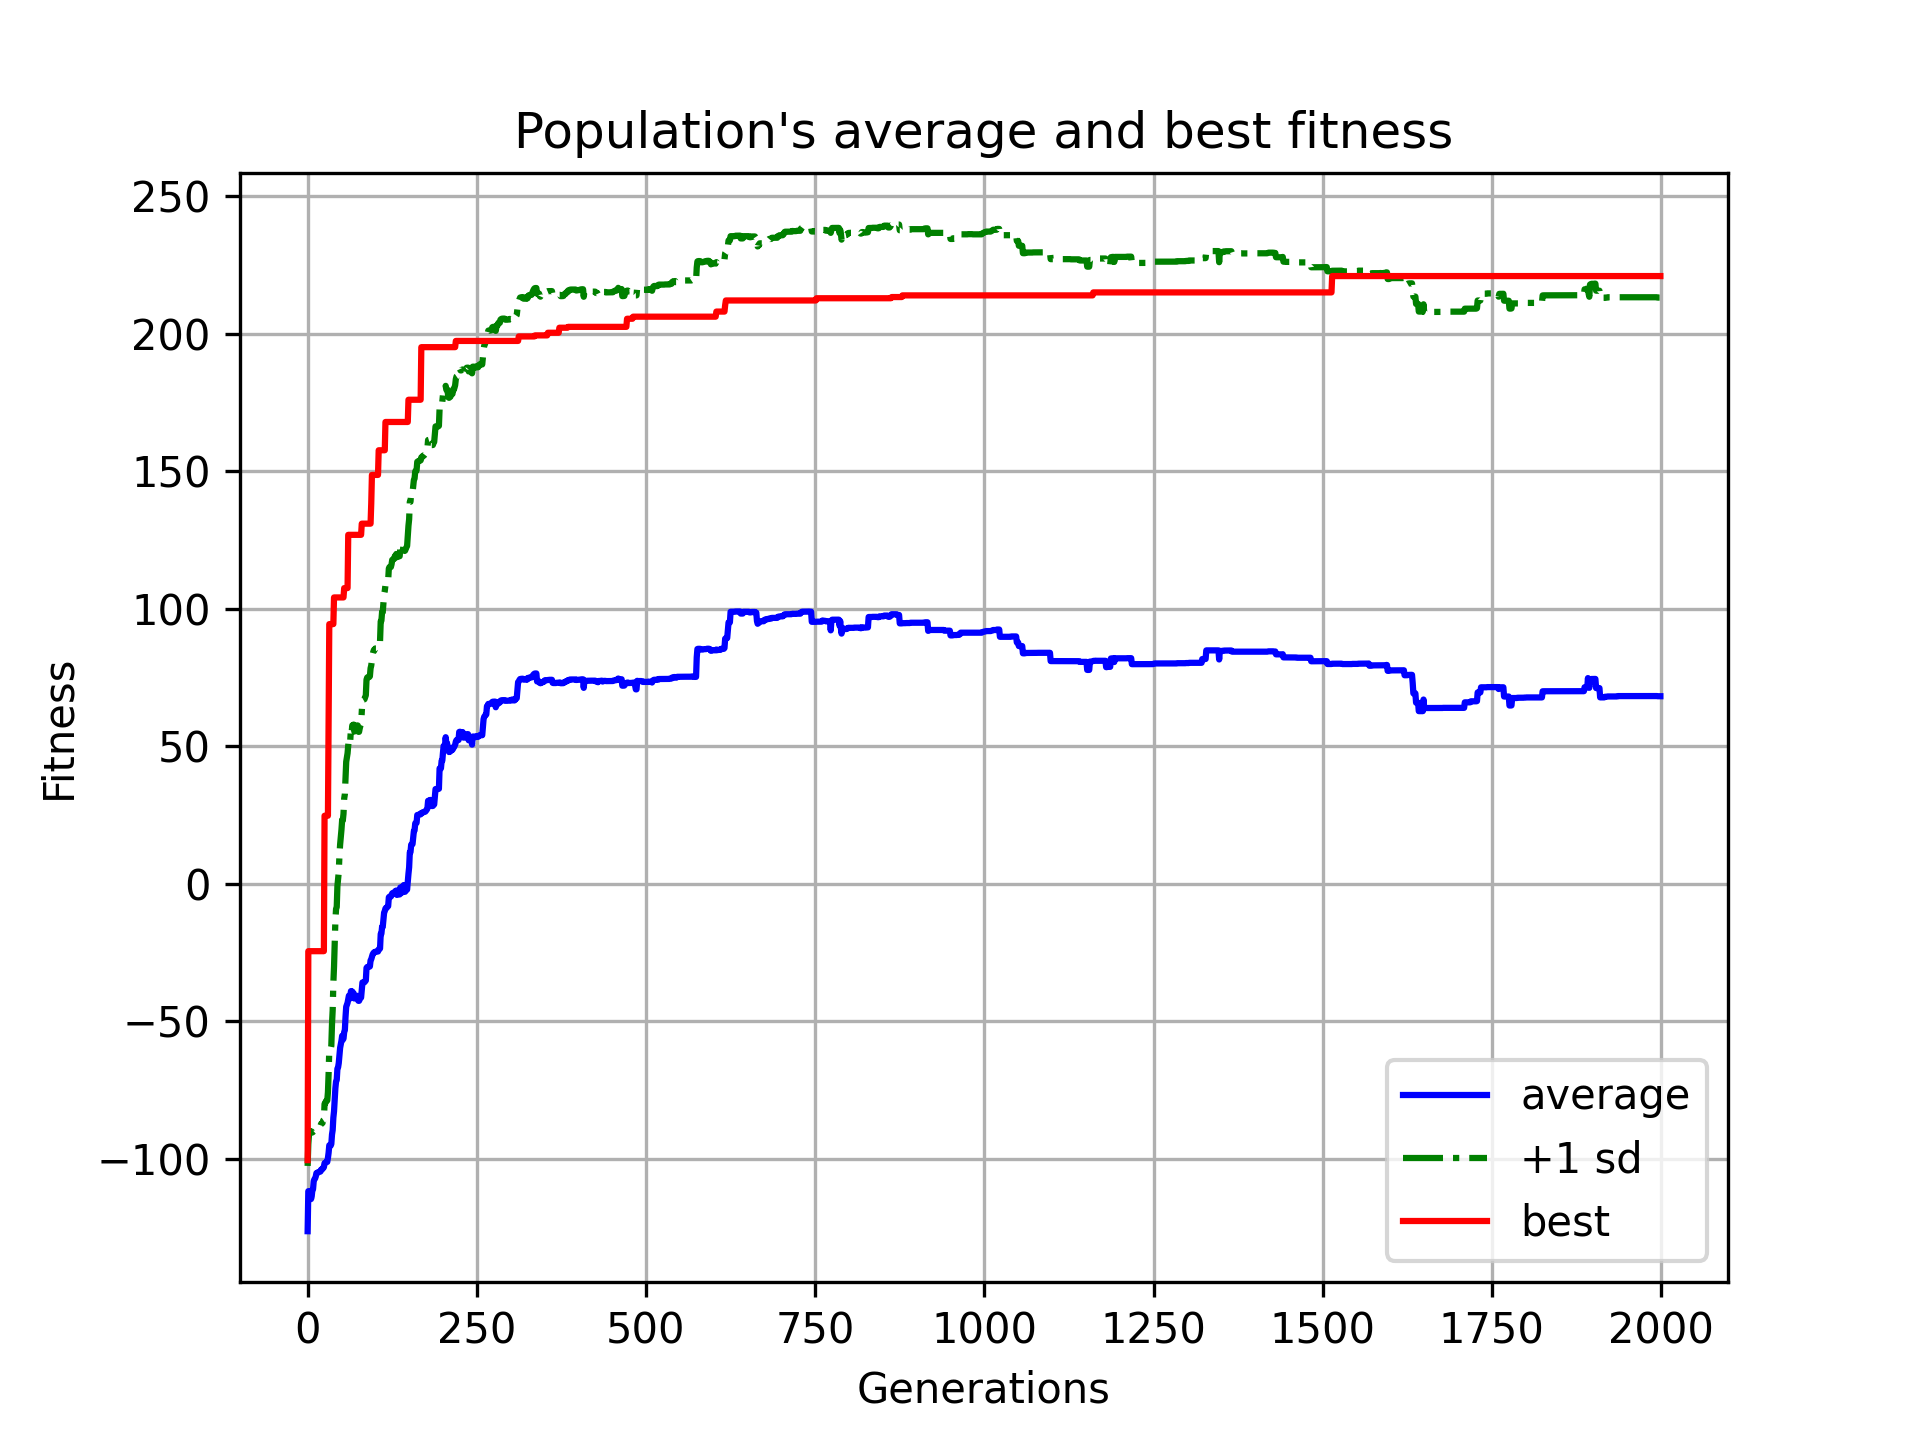 Population's average and best fitness
250
200
150
100
50
0
−50
−100
Fitness
average
+1 sd
best
0 250 500 750 1000 1250 1500 1750 2000
Generations